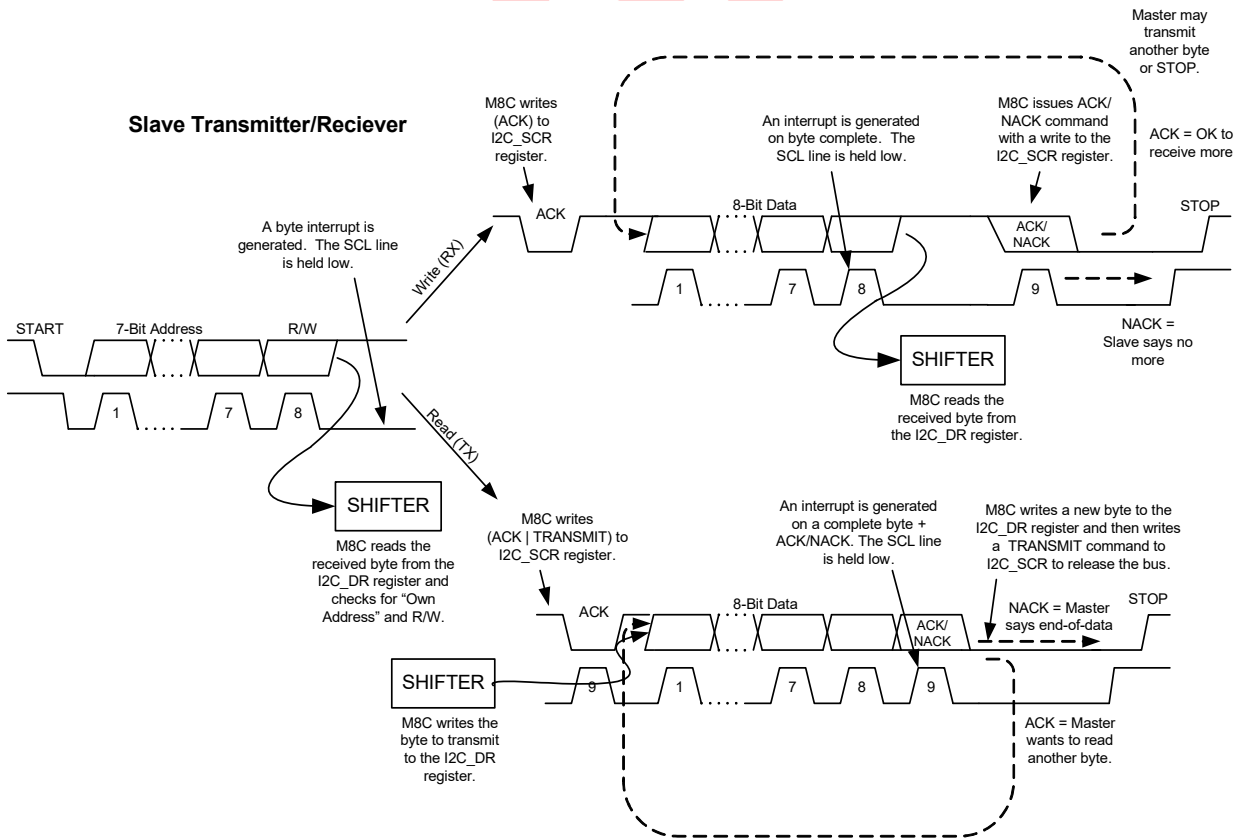 Slave Transmitter/Reciever
START
7-Bit Address
R/W
1
7
8
A byte interrupt is
generated. The SCL line
is held low.
SHIFTER
M8C reads the
received byte from the
I2C_DR register and
checks for “Own
Address” and R/W.
Write (RX)
M8C writes
(ACK) to
I2C_SCR
register.
ACK
8-Bit Data
1
7
8
An interrupt is generated
on byte complete. The
SCL line is held low.
SHIFTER
M8C reads the
received byte from
the I2C_DR register.
M8C issues ACK/
NACK command
with a write to the
I2C_SCR register.
ACK/
NACK
9
Master may
transmit
another byte
or STOP.
ACK = OK to
receive more
STOP
NACK =
Slave says no
more
Read (TX)
M8C writes
(ACK | TRANSMIT) to
I2C_SCR register.
ACK
9
SHIFTER
M8C writes the
byte to transmit
to the I2C_DR
register.
8-Bit Data
1
7
8
9
ACK/
NACK
An interrupt is generated
on a complete byte +
ACK/NACK. The SCL line
is held low.
M8C writes a new byte to the
I2C_DR register and then writes
a TRANSMIT command to
I2C_SCR to release the bus.
NACK = Master
says end-of-data
STOP
ACK = Master
wants to read
another byte.